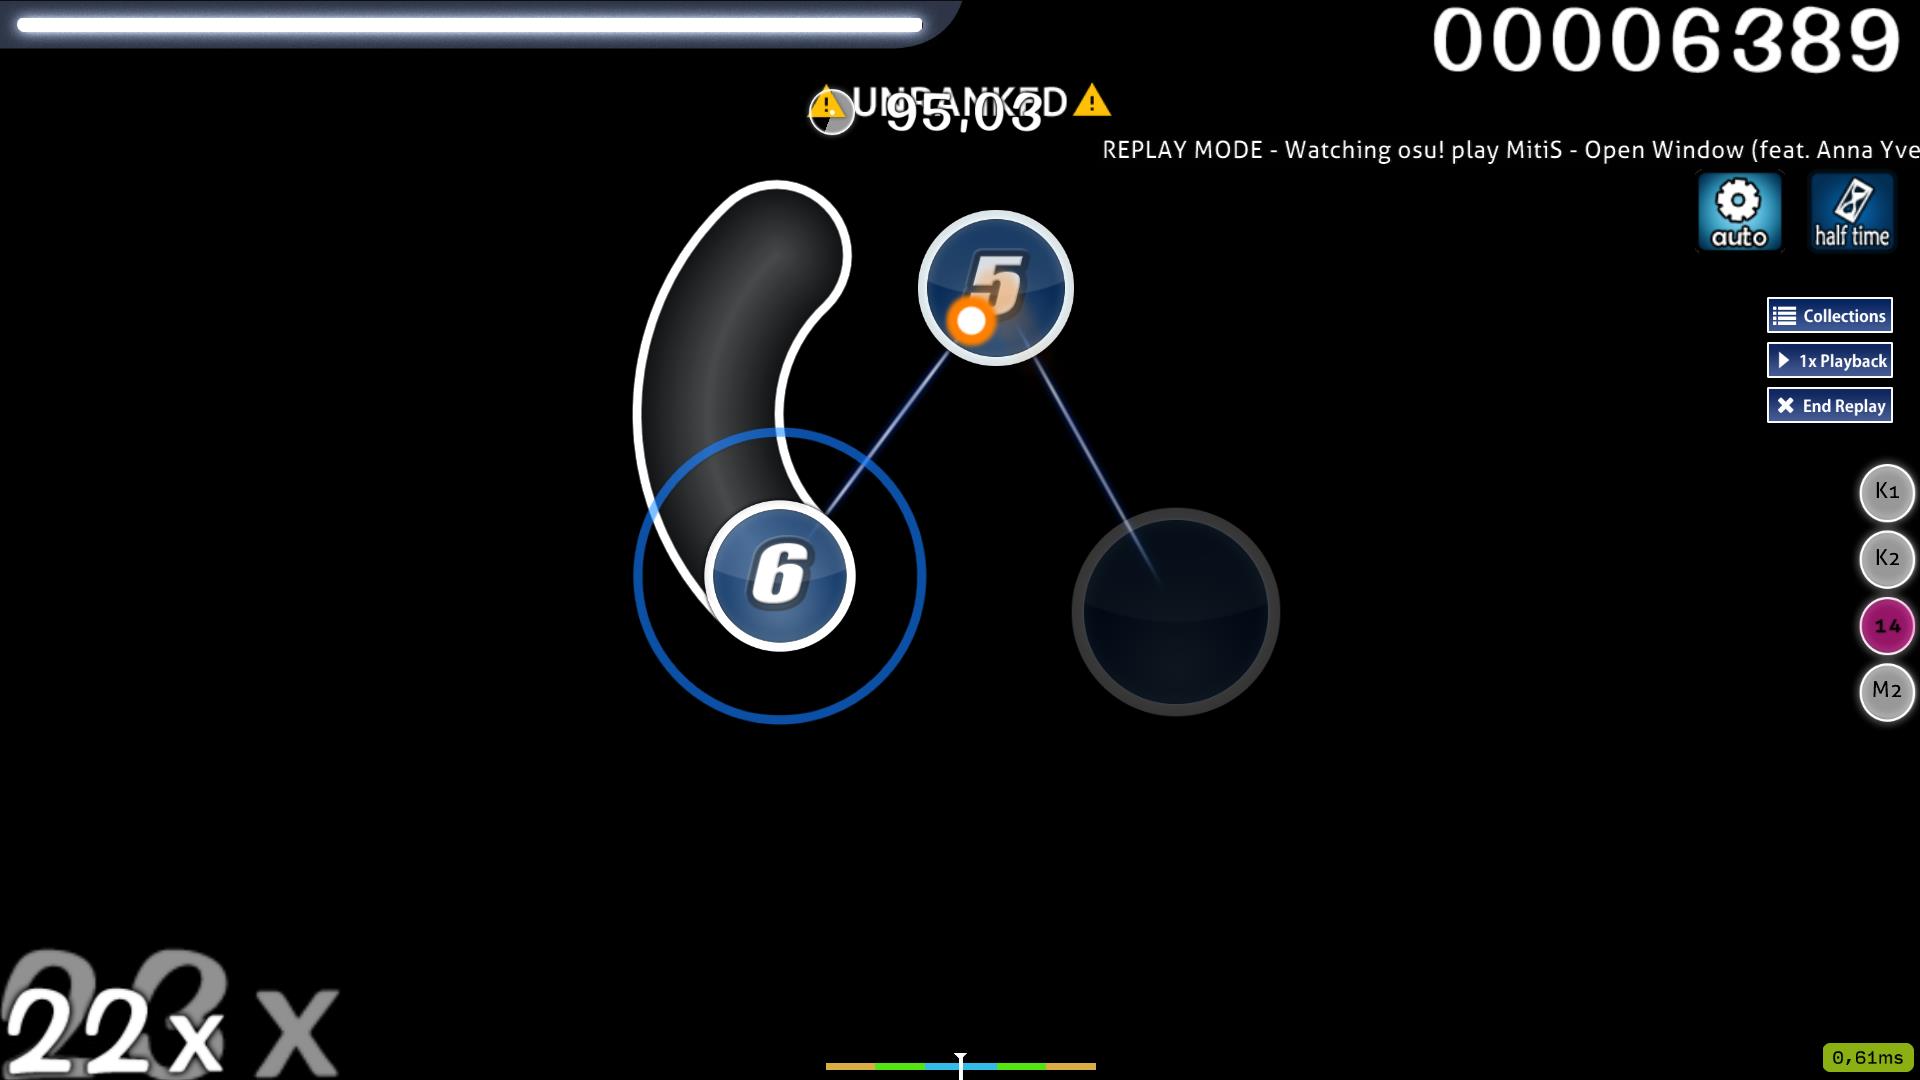 00006389
UNRANKED
95,03
REPLAY MODE - Watching osu! play MitiS - Open Window (feat. Anna Yve
auto
half time
5
Collections
1x Playback
End Replay
K1
6
K2
14
M2
22x
0,61ms